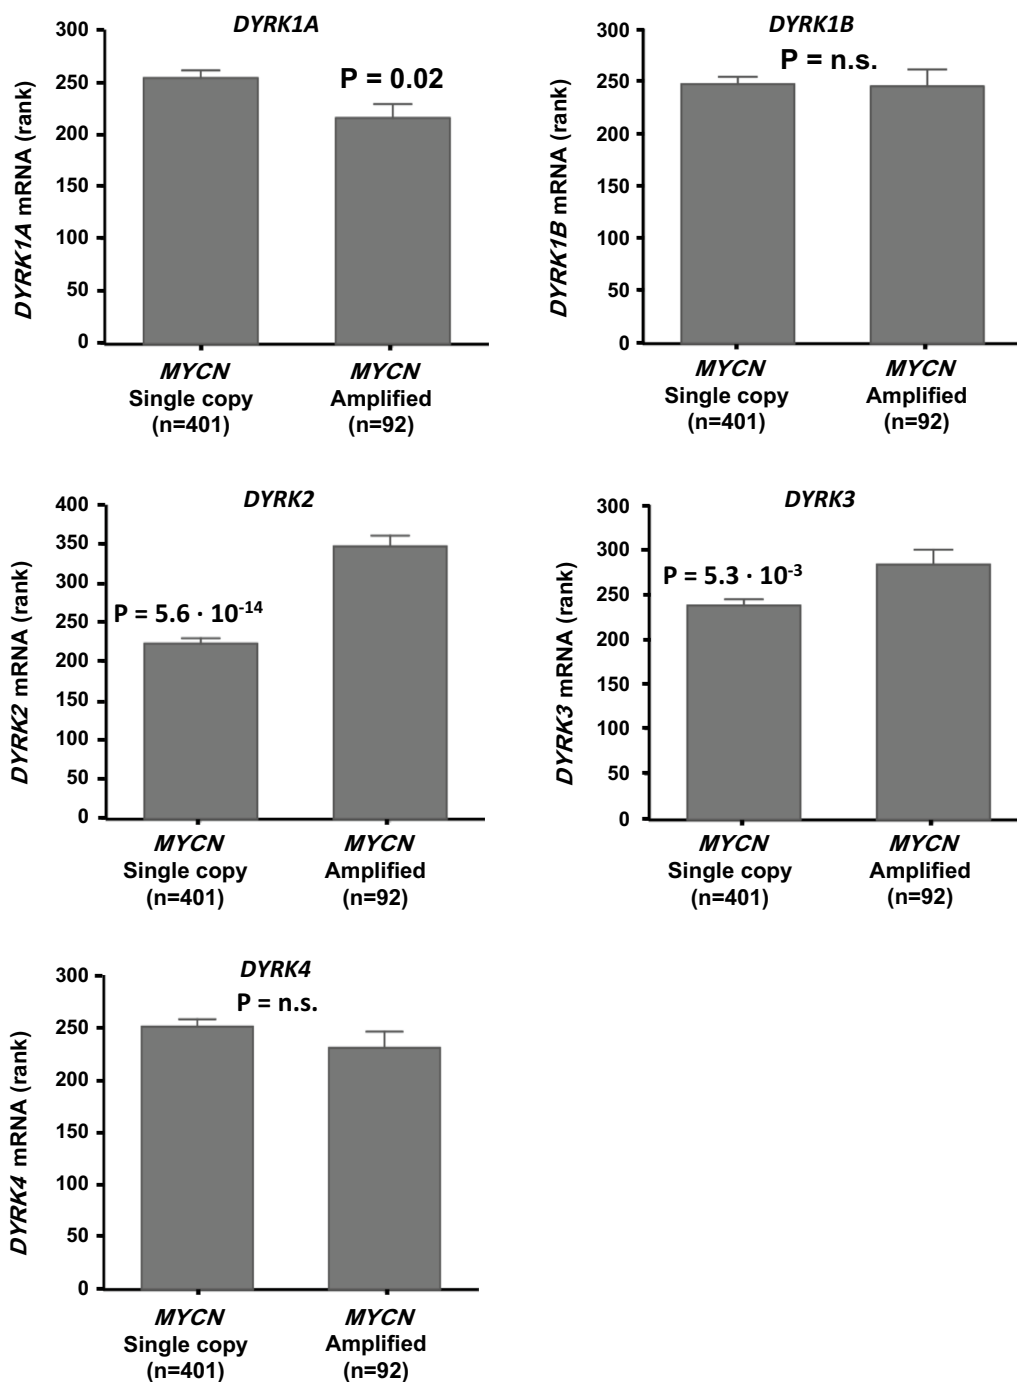 DYRK1A
P = 0.02
DYRK1A mRNA (rank)
300
250
200
150
100
50
0
MYCN
Single copy
(n=401)
MYCN
Amplified
(n=92)
DYRK1B
P = n.s.
DYRK1B mRNA (rank)
300
250
200
150
100
50
0
MYCN
Single copy
(n=401)
MYCN
Amplified
(n=92)
DYRK2
P = 5.6 · 10⁻¹⁴
DYRK2 mRNA (rank)
400
350
300
250
200
150
100
50
0
MYCN
Single copy
(n=401)
MYCN
Amplified
(n=92)
DYRK3
P = 5.3 · 10⁻³
DYRK3 mRNA (rank)
300
300
250
200
150
100
50
0
MYCN
Single copy
(n=401)
MYCN
Amplified
(n=92)
DYRK4
P = n.s.
DYRK4 mRNA (rank)
300
250
200
150
100
50
0
MYCN
Single copy
(n=401)
MYCN
Amplified
(n=92)